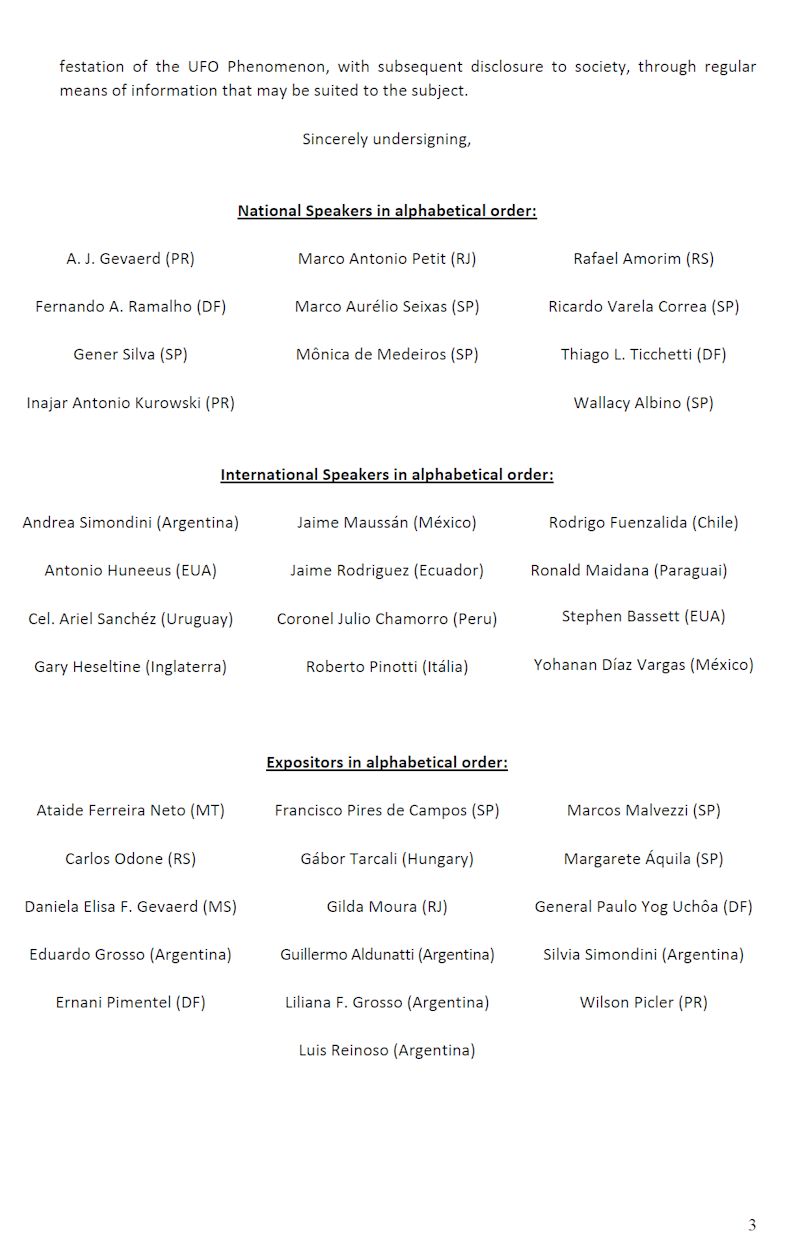 festation of the UFO Phenomenon, with subsequent disclosure to society, through regular
means of information that may be suited to the subject.
Sincerely undersigning,
National Speakers in alphabetical order:
A. J. Gevaerd (PR) Marco Antonio Petit (RJ) Rafael Amorim (RS)
Fernando A. Ramalho (DF) Marco Aurélio Seixas (SP) Ricardo Varela Correa (SP)
Gener Silva (SP) Mônica de Medeiros (SP) Thiago L. Ticchetti (DF)
Inajar Antonio Kurowski (PR) Wallacy Albino (SP)
International Speakers in alphabetical order:
Andrea Simondini (Argentina) Jaime Maussán (México) Rodrigo Fuenzalida (Chile)
Antonio Huneeus (EUA) Jaime Rodriguez (Ecuador) Ronald Maidana (Paraguai)
Cel. Ariel Sanchéz (Uruguay) Coronel Julio Chamorro (Peru) Stephen Bassett (EUA)
Gary Heseltine (Inglaterra) Roberto Pinotti (Itália) Yohanan Díaz Vargas (México)
Expositors in alphabetical order:
Ataide Ferreira Neto (MT) Francisco Pires de Campos (SP) Marcos Malvezzi (SP)
Carlos Odone (RS) Gábor Tarcali (Hungary) Margarete Áquila (SP)
Daniela Elisa F. Gevaerd (MS) Gilda Moura (RJ) General Paulo Yog Uchôa (DF)
Eduardo Grosso (Argentina) Guillermo Aldunatti (Argentina) Silvia Simondini (Argentina)
Ernani Pimentel (DF) Liliana F. Grosso (Argentina) Wilson Picler (PR)
Luis Reinoso (Argentina)
3